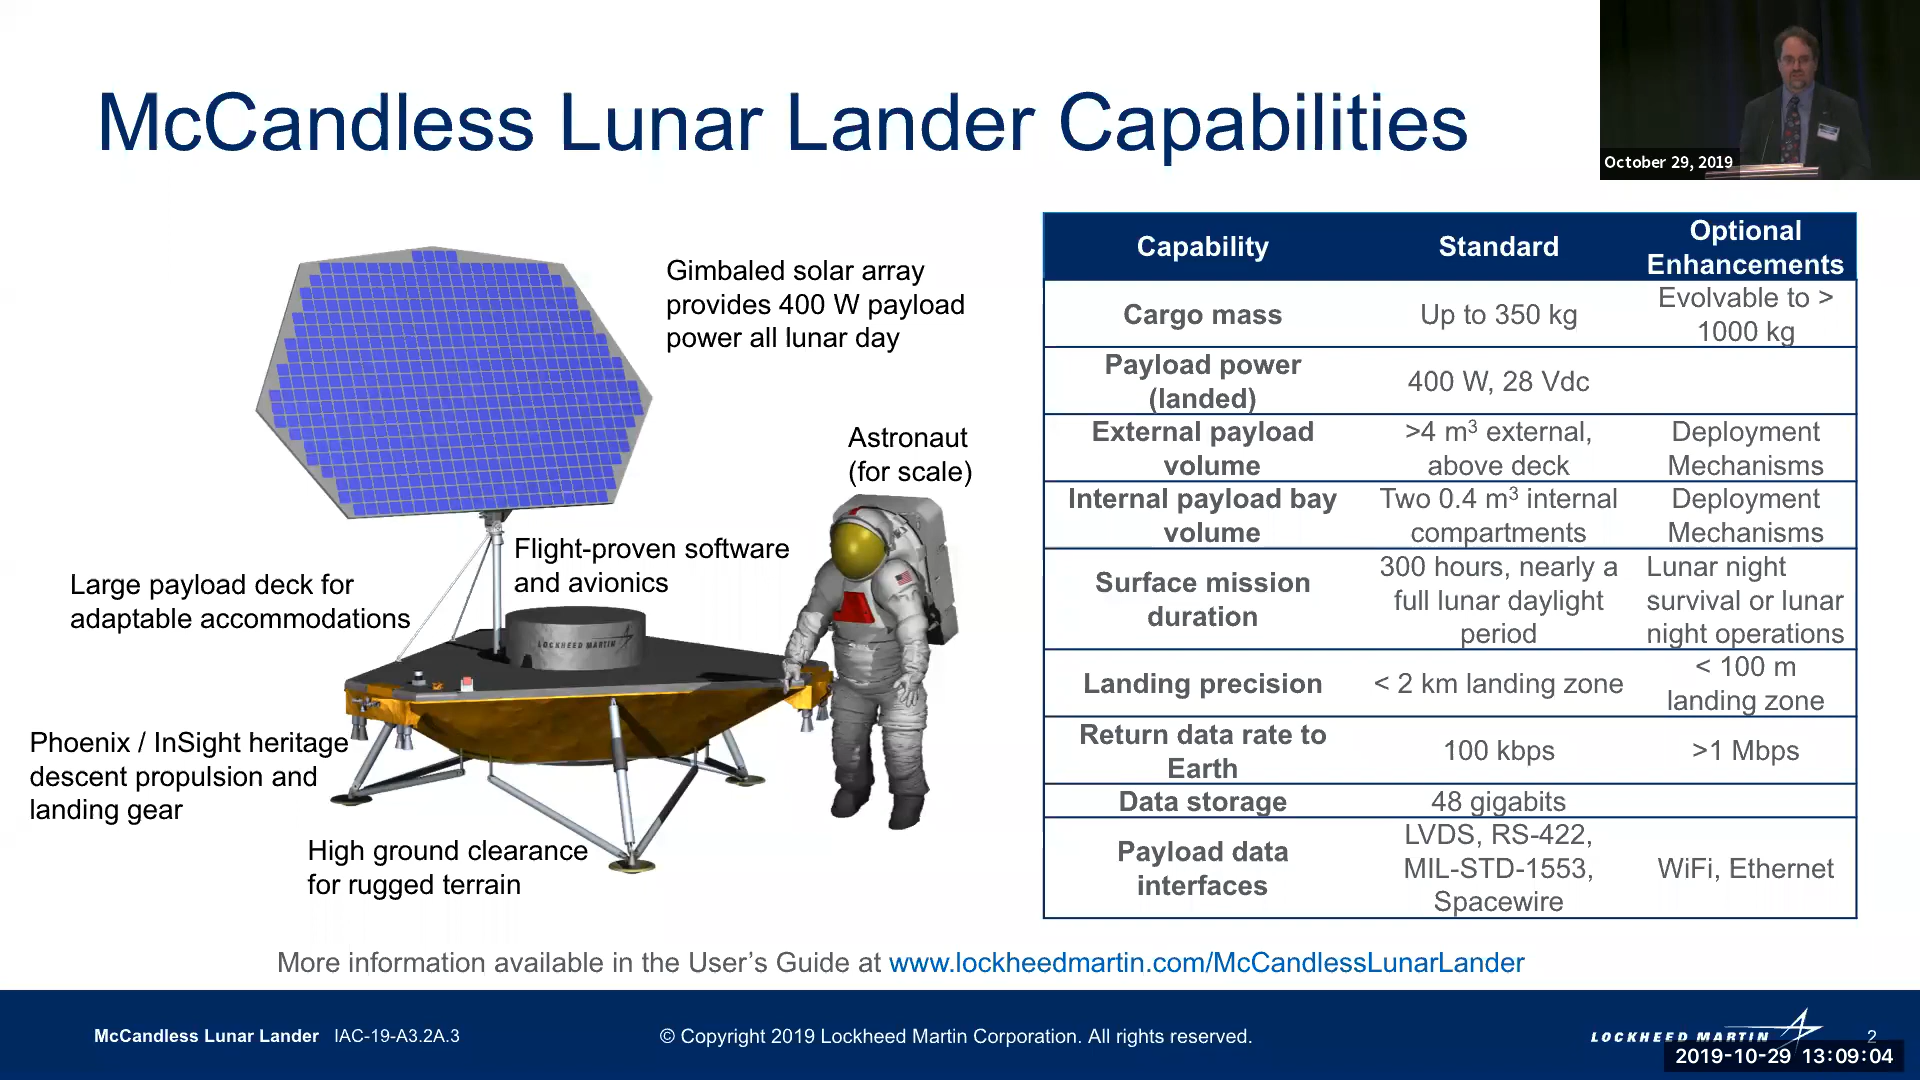 McCandless Lunar Lander Capabilities
October 29, 2019
Gimbaled solar array
provides 400 W payload
power all lunar day
Astronaut
(for scale)
Flight-proven software
and avionics
Large payload deck for
adaptable accommodations
LOCKHEED MARTIN
Phoenix / InSight heritage
descent propulsion and
landing gear
High ground clearance
for rugged terrain
Capability Standard Optional
Enhancements
Cargo mass Up to 350 kg Evolvable to >
1000 kg
Payload power
(landed) 400 W, 28 Vdc
External payload >4 m³ external, Deployment
volume above deck Mechanisms
Internal payload bay Two 0.4 m³ internal Deployment
volume compartments Mechanisms
Surface mission 300 hours, nearly a Lunar night
duration full lunar daylight survival or lunar
period night operations
Landing precision < 2 km landing zone < 100 m
landing zone
Return data rate to 100 kbps >1 Mbps
Earth
Data storage 48 gigabits
Payload data LVDS, RS-422,
interfaces MIL-STD-1553, WiFi, Ethernet
Spacewire
More information available in the User's Guide at www.lockheedmartin.com/McCandlessLunarLander
McCandless Lunar Lander IAC-19-A3.2A.3
© Copyright 2019 Lockheed Martin Corporation. All rights reserved.
LOCKHEED MARTIN
2
2019-10-29 13:09:04